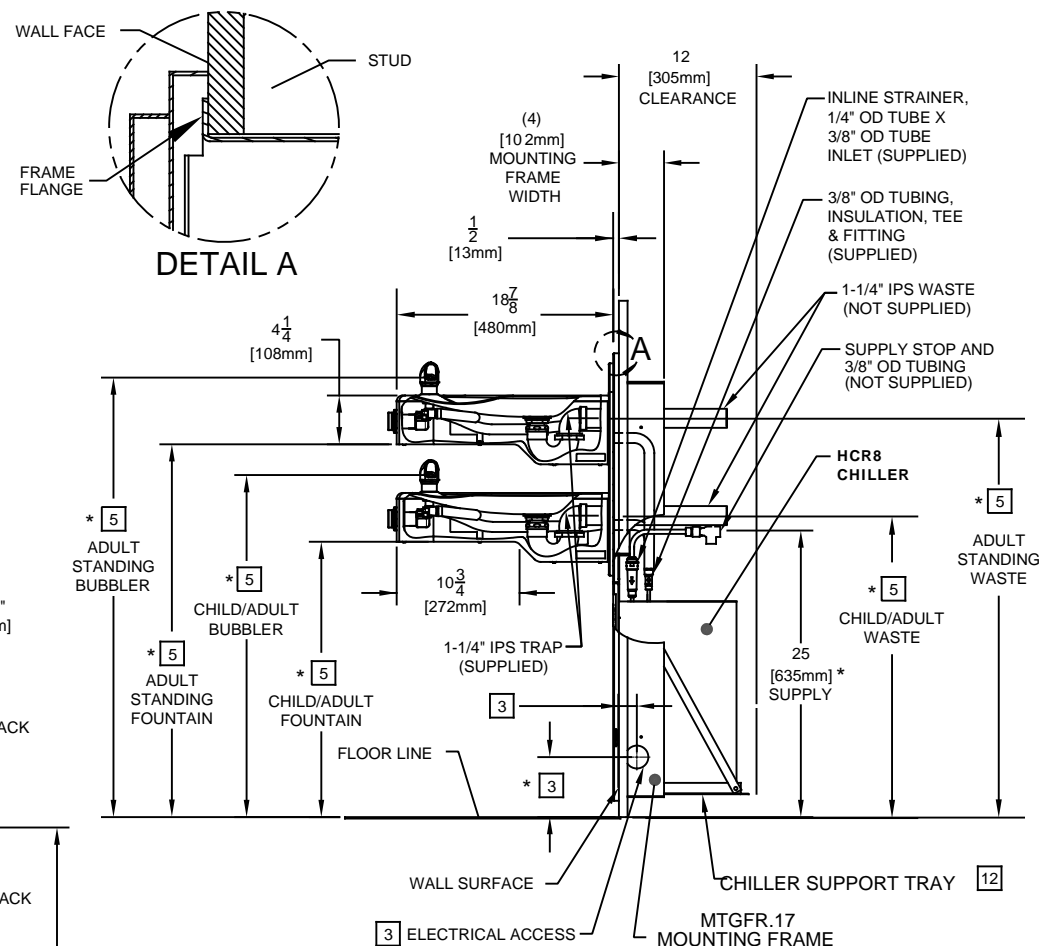 WALL FACE
STUD
FRAME
FLANGE
DETAIL A
12
[305mm]
CLEARANCE
(4)
[10 2mm]
MOUNTING
FRAME
WIDTH
1/2
[13mm]
18 7/8
[480mm]
4 1/4
[108mm]
A
INLINE STRAINER,
1/4" OD TUBE X
3/8" OD TUBE
INLET (SUPPLIED)
3/8" OD TUBING,
INSULATION, TEE
& FITTING
(SUPPLIED)
1-1/4" IPS WASTE
(NOT SUPPLIED)
SUPPLY STOP AND
3/8" OD TUBING
(NOT SUPPLIED)
HCR8
CHILLER
* 5
ADULT
STANDING
BUBBLER
* 5
CHILD/ADULT
BUBBLER
* 5
ADULT
STANDING
FOUNTAIN
* 5
CHILD/ADULT
FOUNTAIN
10 3/4
[272mm]
1-1/4" IPS TRAP
(SUPPLIED)
* 5
ADULT
STANDING
WASTE
* 5
CHILD/ADULT
WASTE
25
[635mm] *
SUPPLY
3
* 3
FLOOR LINE
"
]
ACK
ACK
WALL SURFACE
3 ELECTRICAL ACCESS
CHILLER SUPPORT TRAY 12
MTGFR.17
MOUNTING FRAME